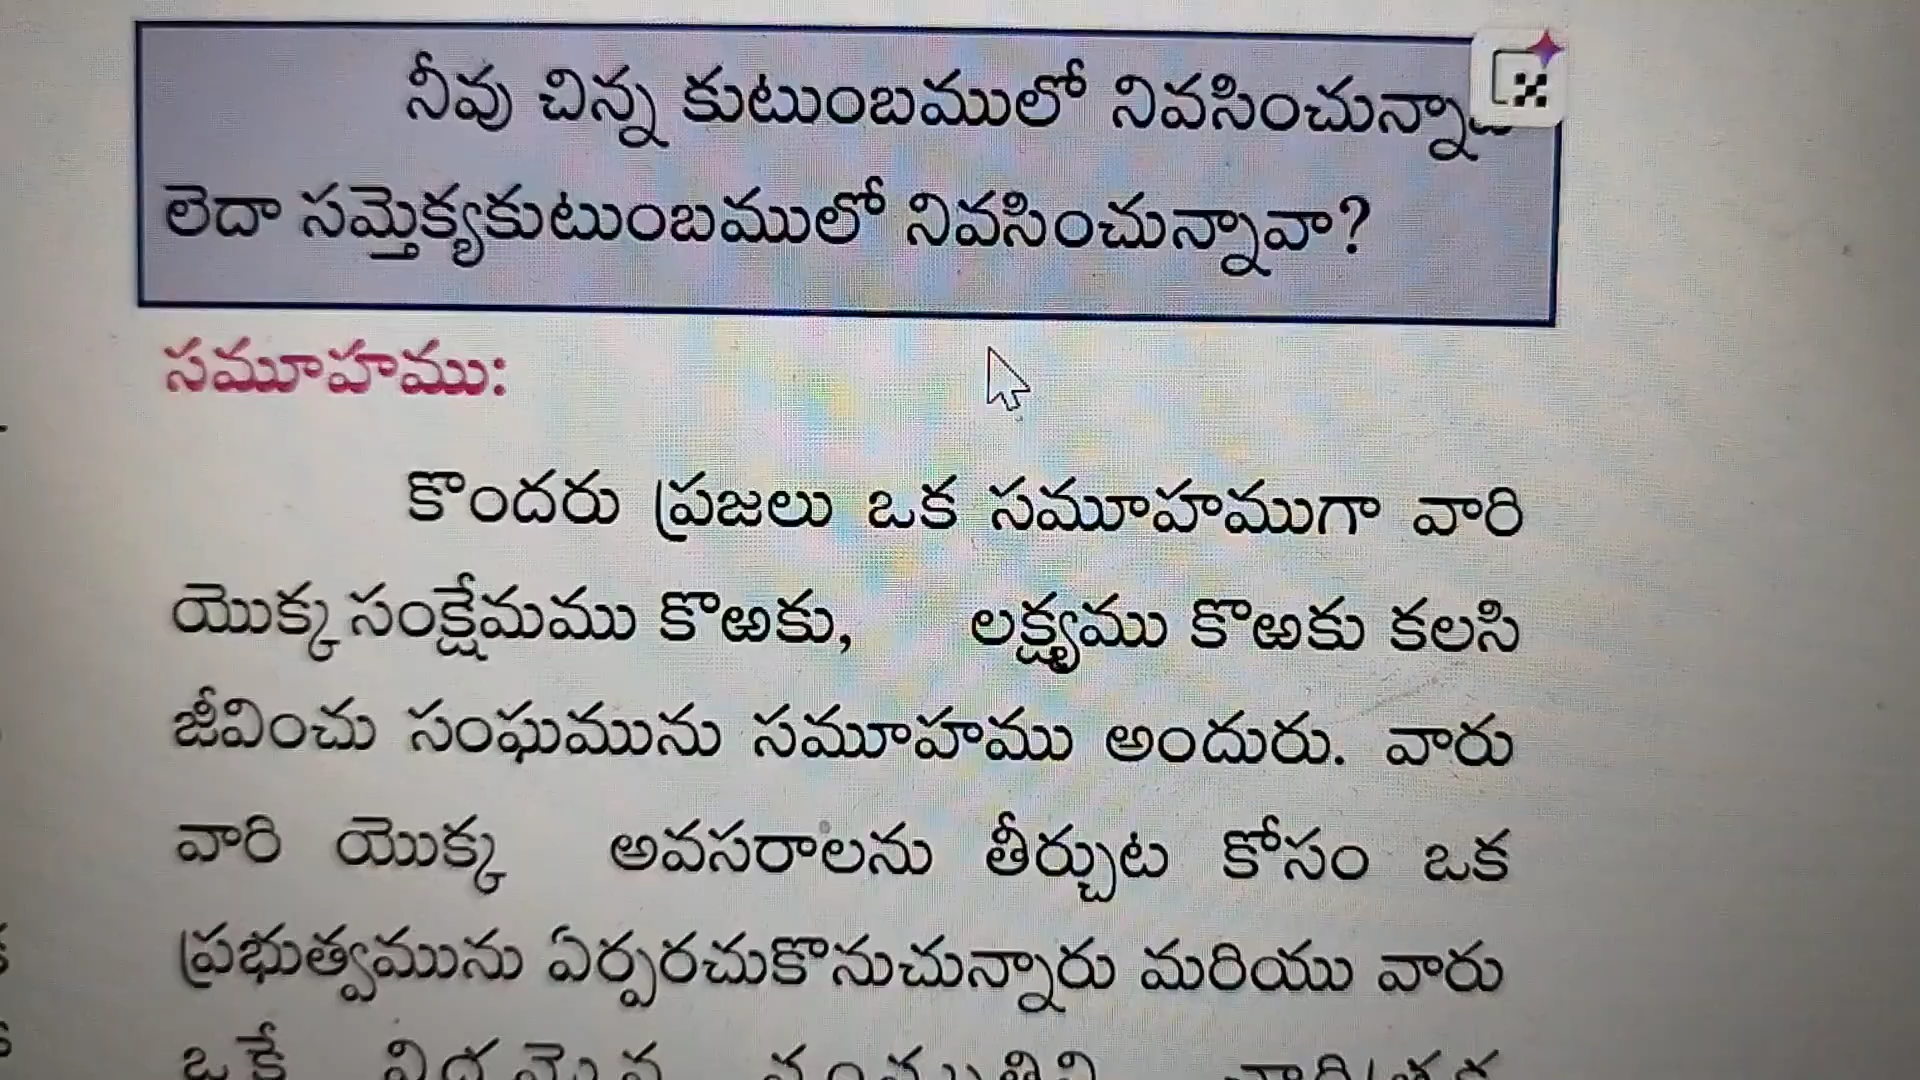 నీవు చిన్న కుటుంబములో
లెదా సమైక్యకుటుంబములో నివసించున్నావా?
సమూహము:
కొందరు ప్రజలు ఒక సమూహముగా వారి
యొక్క సంక్షేమము కొఱకు, లక్ష్యము కొఱకు కలసి
జీవించు సంఘమును సమూహము అందురు. వారు
వారి యొక్క అవసరాలను తీర్చుట కోసం ఒక
ప్రభుత్వమును ఏర్పరచుకొనుచున్నారు మరియు వారు
ఒకే